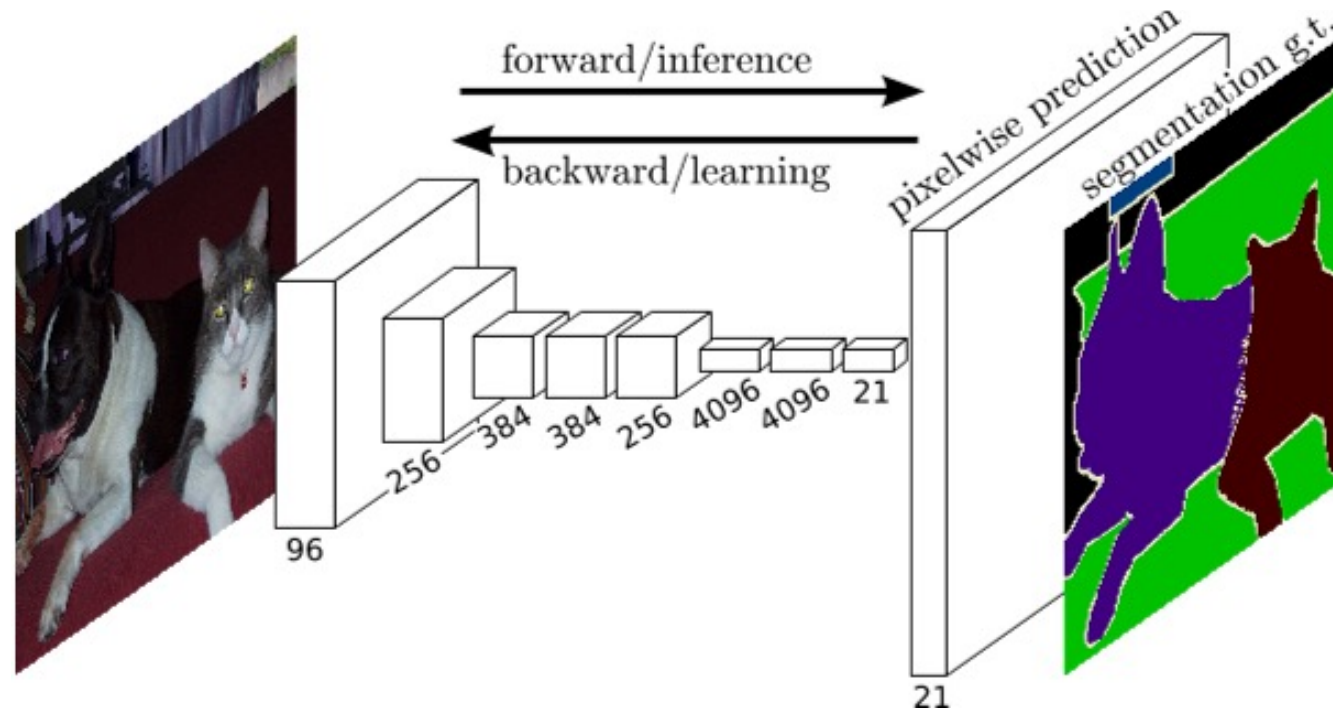 forward/inference
backward/learning
pixelwise prediction
segmentation g.t.
96
256
384
384
256
4096
4096
21
21